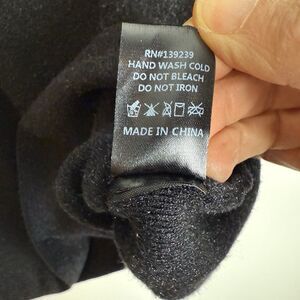 RN#139239
HAND WASH COLD
DO NOT BLEACH
DO NOT IRON
MADE IN CHINA